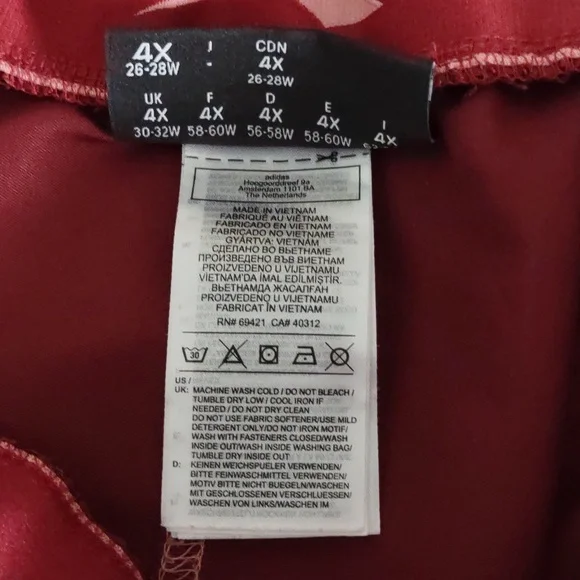 4X J CDN
26-28W - 4X
26-28W
UK F D E I
4X 4X 4X 4X 4X
30-32W 58-60W 56-58W 58-60W
adidas
Hoogoorddreef 9a
Amsterdam 1101 BA
The Netherlands
MADE IN VIETNAM
FABRIQUÉ AU VIETNAM
FABRICADO EN VIETNAM
FABRICADO NO VIETNAME
GYÁRTVA: VIETNAM
СДЕЛАНО ВО ВЬЕТНАМЕ
ПРОИЗВЕДЕНО ВЪВ ВИЕТНАМ
PROIZVEDENO U VIJETNAMU
VIETNAM'DA İMAL EDİLMİŞTİR.
ВЬЕТНАМДА ЖАСАЛҒАН
PROIZVEDENO U VIJETNAMU
FABRICAT ÎN VIETNAM
RN# 69421 CA# 40312
30
US /
UK: MACHINE WASH COLD / DO NOT BLEACH /
TUMBLE DRY LOW / COOL IRON IF
NEEDED / DO NOT DRY CLEAN
DO NOT USE FABRIC SOFTENER/USE MILD
DETERGENT ONLY/DO NOT IRON MOTIF/
WASH WITH FASTENERS CLOSED/WASH
INSIDE OUT/WASH INSIDE WASHING BAG/
TUMBLE DRY INSIDE OUT
D: KEINEN WEICHSPUELER VERWENDEN/
BITTE FEINWASCHMITTEL VERWENDEN/
MOTIV BITTE NICHT BUEGELN/WASCHEN
MIT GESCHLOSSENEN VERSCHLUESSEN/
WASCHEN VON LINKS/WASCHEN IM